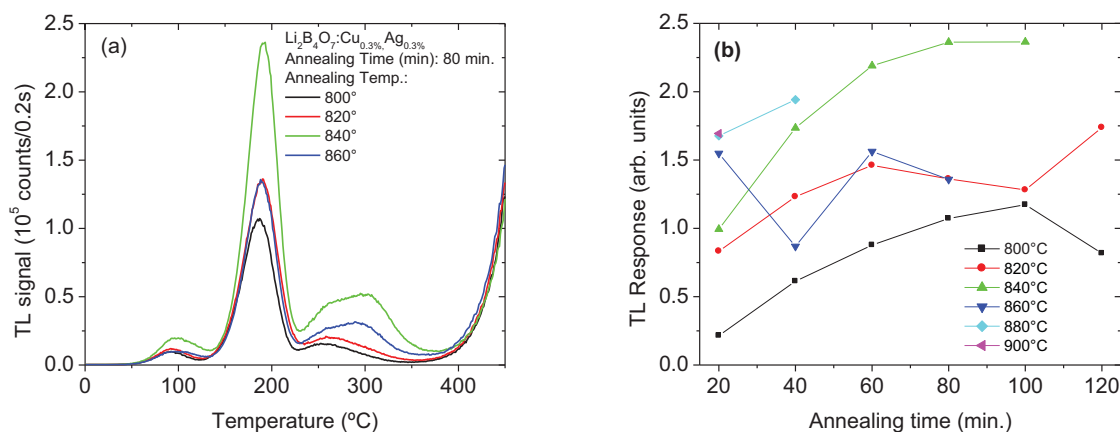 (a)
Li₂B₄O₇:Cu₀.₃%,Ag₀.₃%
Annealing Time (min): 80 min.
Annealing Temp.:
800°
820°
840°
860°
2.5
2.0
1.5
1.0
0.5
0.0
TL signal (10⁵ counts/0.2s)
0 100 200 300 400
Temperature (ºC)
(b)
2.5
2.0
1.5
1.0
0.5
0.0
TL Response (arb. units)
800°C
820°C
840°C
860°C
880°C
900°C
20 40 60 80 100 120
Annealing time (min.)